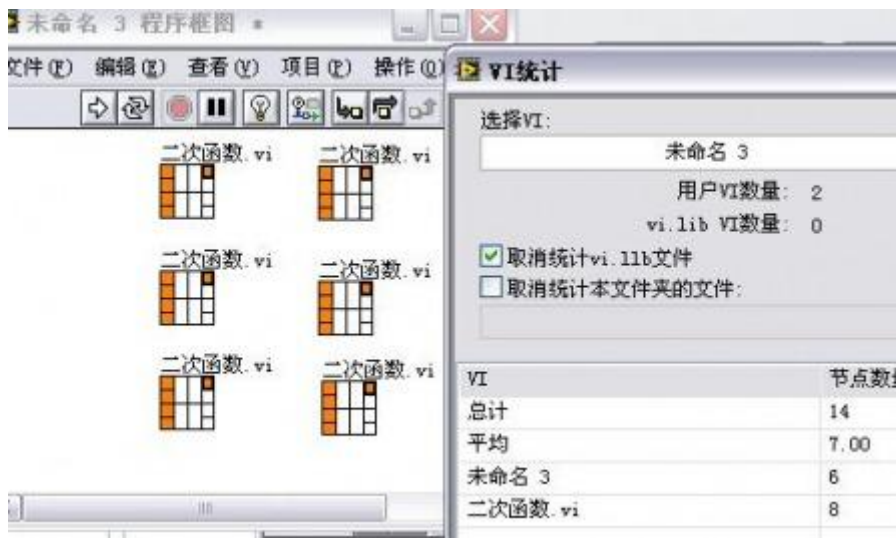 未命名 3 程序框图 *
文件(F) 编辑(E) 查看(V) 项目(P) 操作(O)
二次函数.vi 二次函数.vi
二次函数.vi 二次函数.vi
二次函数.vi 二次函数.vi
VI统计
选择VI:
未命名 3
用户VI数量: 2
vi.lib VI数量: 0
取消统计vi.llb文件
取消统计本文件夹的文件:
VI 节点数量
总计 14
平均 7.00
未命名 3 6
二次函数.vi 8